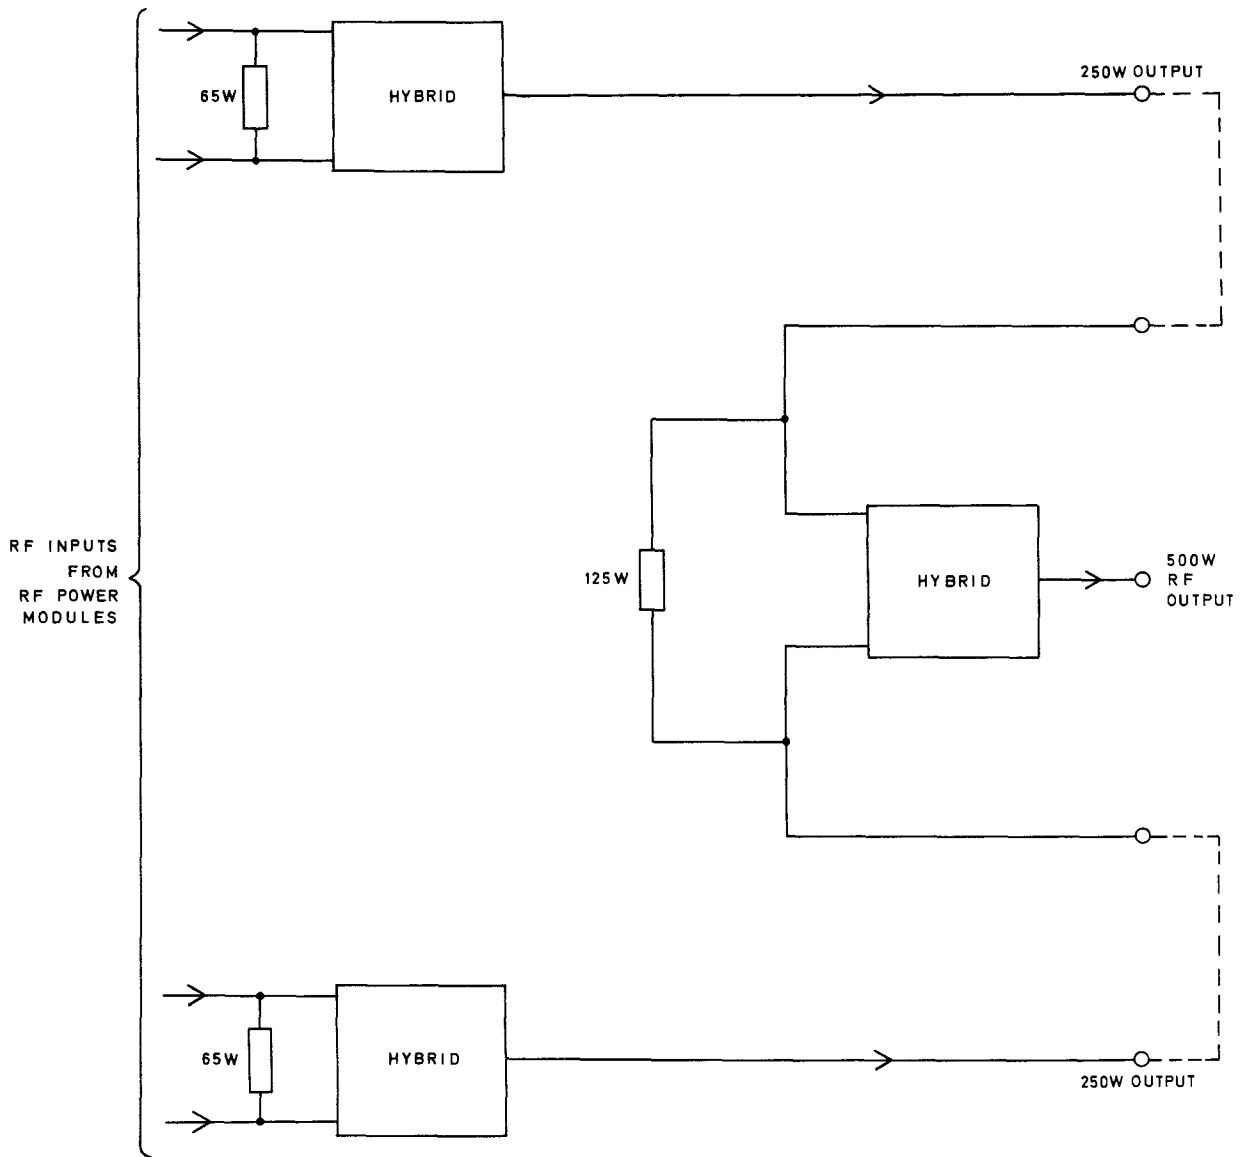 250W OUTPUT
65W
HYBRID
RF INPUTS
FROM
RF POWER
MODULES
125W
HYBRID
500W
RF
OUTPUT
65W
HYBRID
250W OUTPUT